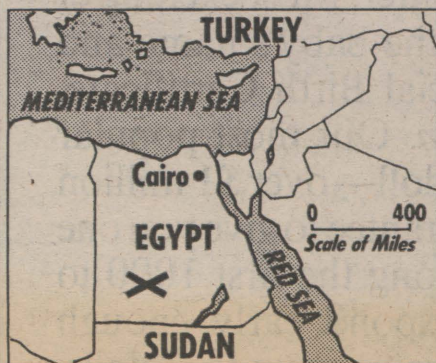 TURKEY
MEDITERRANEAN SEA
Cairo
EGYPT
0 400
Scale of Miles
RED SEA
SUDAN